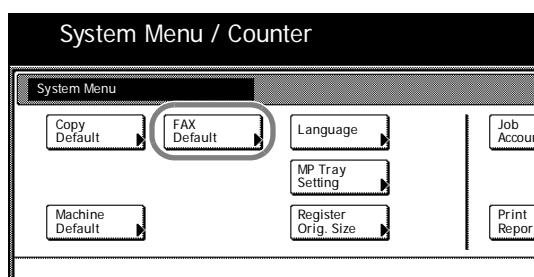 System Menu / Counter
System Menu
Copy
Default
FAX
Default
Language
Job
MP Tray
Setting
Machine
Default
Register
Orig. Size
Print